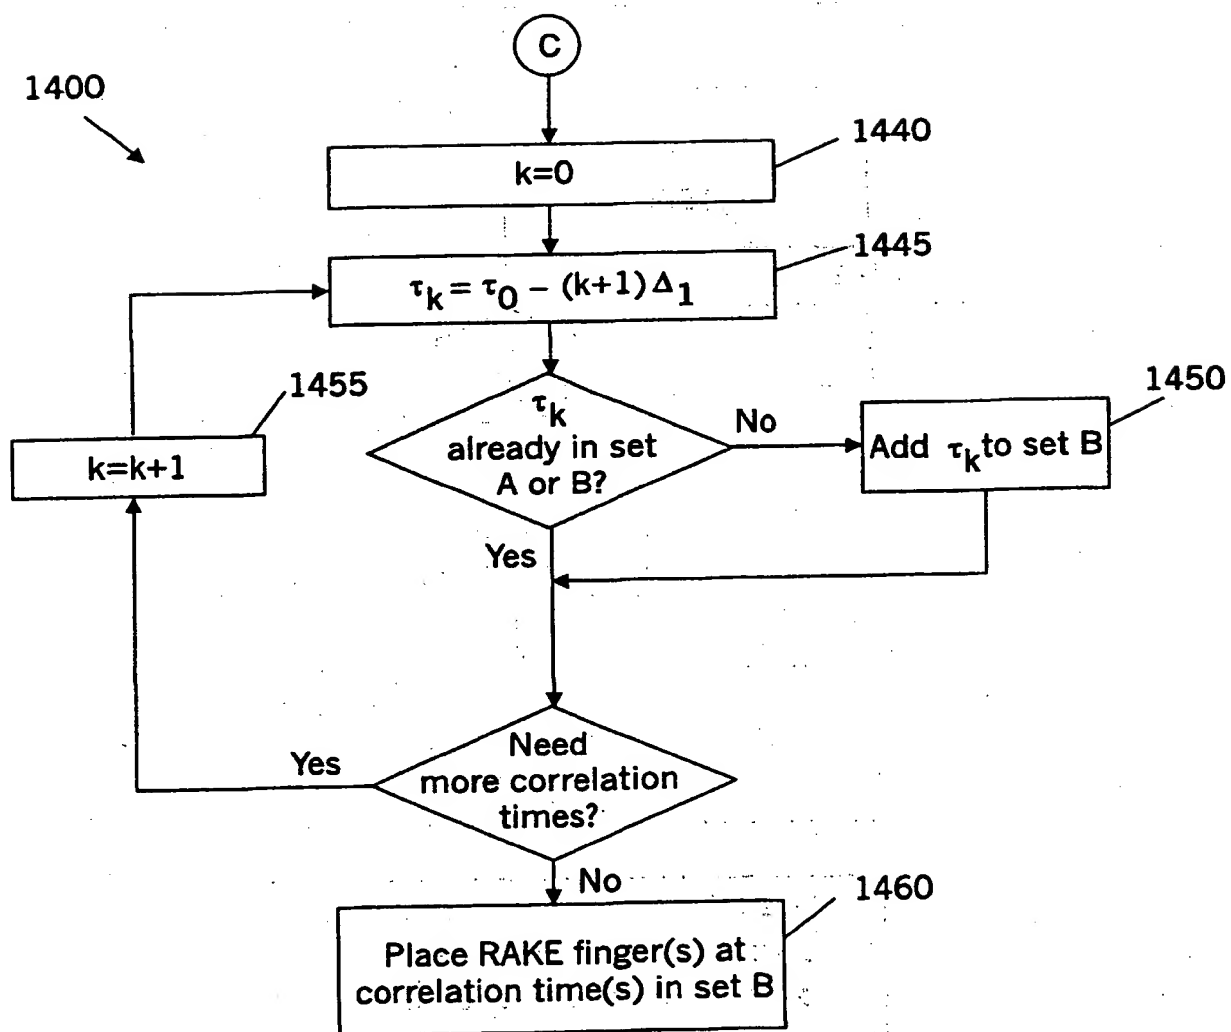 C
1400
1440
k=0
1445
τk = τ0 – (k+1) Δ1
1455
k=k+1
τk
already in set
A or B?
No
1450
Add τk to set B
Yes
Need
more correlation
times?
Yes
No
1460
Place RAKE finger(s) at
correlation time(s) in set B